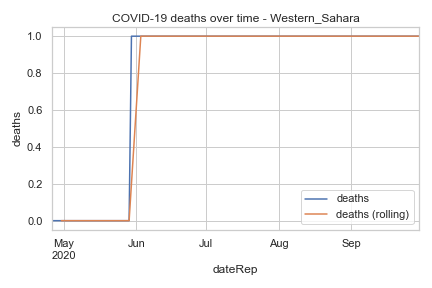 COVID-19 deaths over time - Western_Sahara
deaths
1.0
0.8
0.6
0.4
0.2
0.0
deaths
deaths (rolling)
May Jun Jul Aug Sep
2020
dateRep